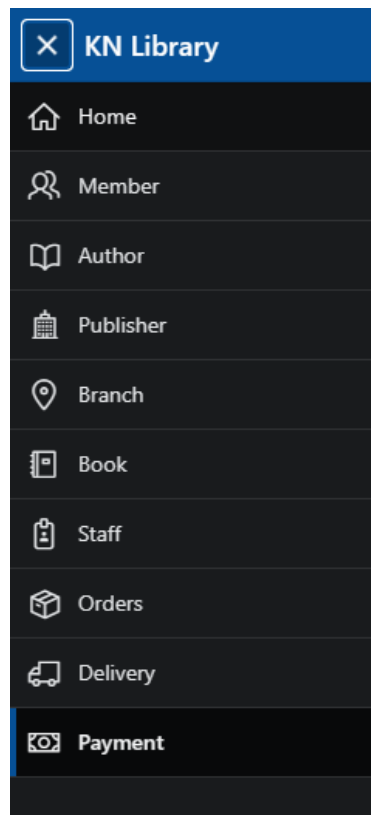 KN Library
Home
Member
Author
Publisher
Branch
Book
Staff
Orders
Delivery
Payment